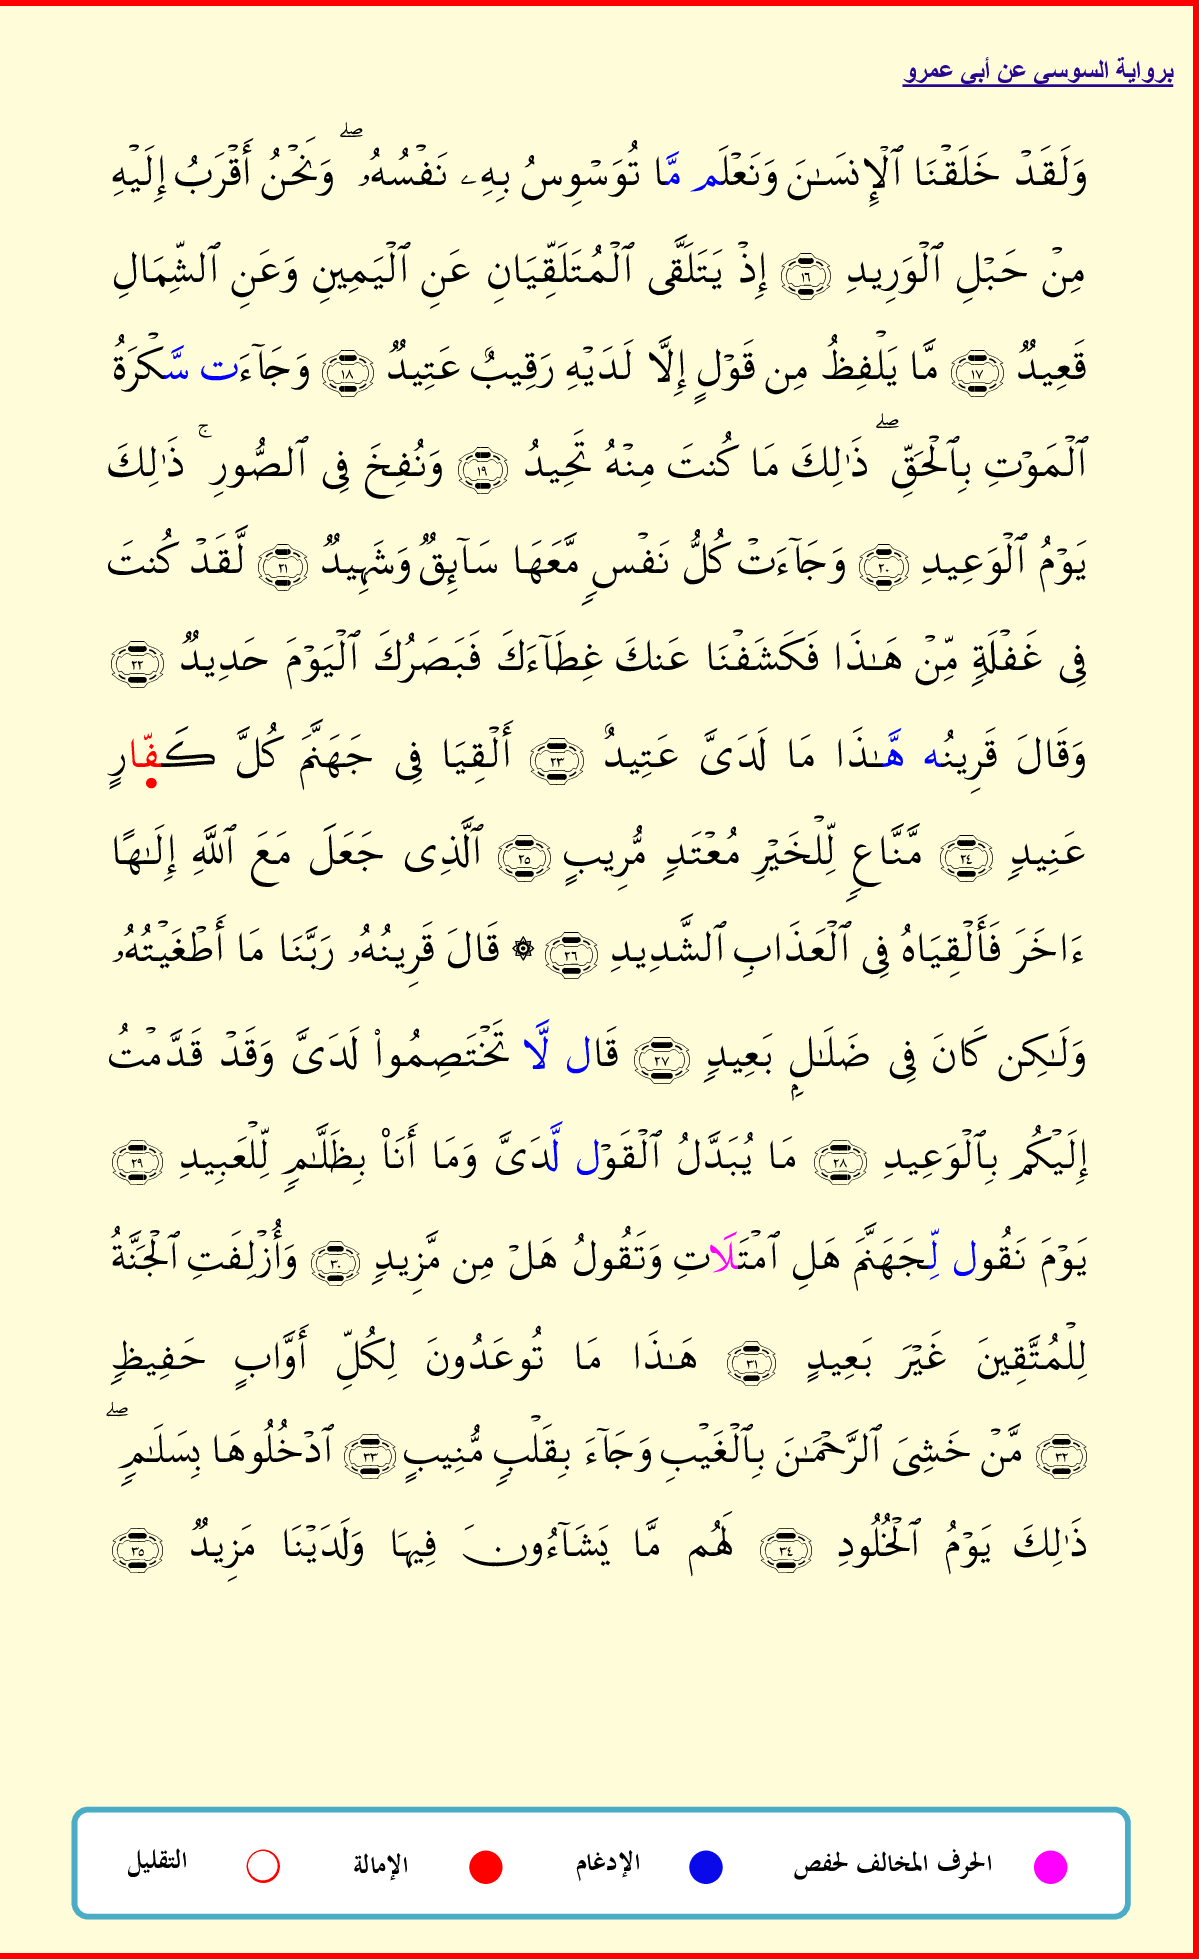 برواية السوسي عن أبي عمرو
وَلَقَدْ خَلَقْنَا ٱلْإِنسَـٰنَ وَنَعْلَم مَّا تُوَسْوِسُ بِهِۦ نَفْسُهُۥ ۖ وَنَحْنُ أَقْرَبُ إِلَيْهِ
مِنْ حَبْلِ ٱلْوَرِيدِ ١٦ إِذْ يَتَلَقَّى ٱلْمُتَلَقِّيَانِ عَنِ ٱلْيَمِينِ وَعَنِ ٱلشِّمَالِ
قَعِيدٌ ١٧ مَّا يَلْفِظُ مِن قَوْلٍ إِلَّا لَدَيْهِ رَقِيبٌ عَتِيدٌ ١٨ وَجَآءَت سَّكْرَةُ
ٱلْمَوْتِ بِٱلْحَقِّ ۖ ذَٰلِكَ مَا كُنتَ مِنْهُ تَحِيدُ ١٩ وَنُفِخَ فِى ٱلصُّورِ ۚ ذَٰلِكَ
يَوْمُ ٱلْوَعِيدِ ٢٠ وَجَآءَتْ كُلُّ نَفْسٍ مَّعَهَا سَآئِقٌ وَشَهِيدٌ ٢١ لَّقَدْ كُنتَ
فِى غَفْلَةٍ مِّنْ هَـٰذَا فَكَشَفْنَا عَنكَ غِطَآءَكَ فَبَصَرُكَ ٱلْيَوْمَ حَدِيدٌ ٢٢
وَقَالَ قَرِينُه هَّـٰذَا مَا لَدَىَّ عَتِيدٌ ٢٣ أَلْقِيَا فِى جَهَنَّمَ كُلَّ كَفّارٍ
عَنِيدٍ ٢٤ مَّنَّاعٍ لِّلْخَيْرِ مُعْتَدٍ مُّرِيبٍ ٢٥ ٱلَّذِى جَعَلَ مَعَ ٱللَّهِ إِلَـٰهًا
ءَاخَرَ فَأَلْقِيَاهُ فِى ٱلْعَذَابِ ٱلشَّدِيدِ ٢٦ ۞ قَالَ قَرِينُهُۥ رَبَّنَا مَا أَطْغَيْتُهُۥ
وَلَـٰكِن كَانَ فِى ضَلَـٰلٍۭ بَعِيدٍ ٢٧ قَال لَّا تَخْتَصِمُوا۟ لَدَىَّ وَقَدْ قَدَّمْتُ
إِلَيْكُم بِٱلْوَعِيدِ ٢٨ مَا يُبَدَّلُ ٱلْقَوْل لَّدَىَّ وَمَا أَنَا۠ بِظَلَّـٰمٍ لِّلْعَبِيدِ ٢٩
يَوْمَ نَقُول لِّجَهَنَّمَ هَلِ ٱمْتَلَاتِ وَتَقُولُ هَلْ مِن مَّزِيدٍ ٣٠ وَأُزْلِفَتِ ٱلْجَنَّةُ
لِلْمُتَّقِينَ غَيْرَ بَعِيدٍ ٣١ هَـٰذَا مَا تُوعَدُونَ لِكُلِّ أَوَّابٍ حَفِيظٍ
٣٢ مَّنْ خَشِىَ ٱلرَّحْمَـٰنَ بِٱلْغَيْبِ وَجَآءَ بِقَلْبٍ مُّنِيبٍ ٣٣ ٱدْخُلُوهَا بِسَلَـٰمٍ ۖ
ذَٰلِكَ يَوْمُ ٱلْخُلُودِ ٣٤ لَهُم مَّا يَشَآءُونَ فِيهَا وَلَدَيْنَا مَزِيدٌ ٣٥
الحرف المخالف لحفص الإدغام الإمالة التقليل